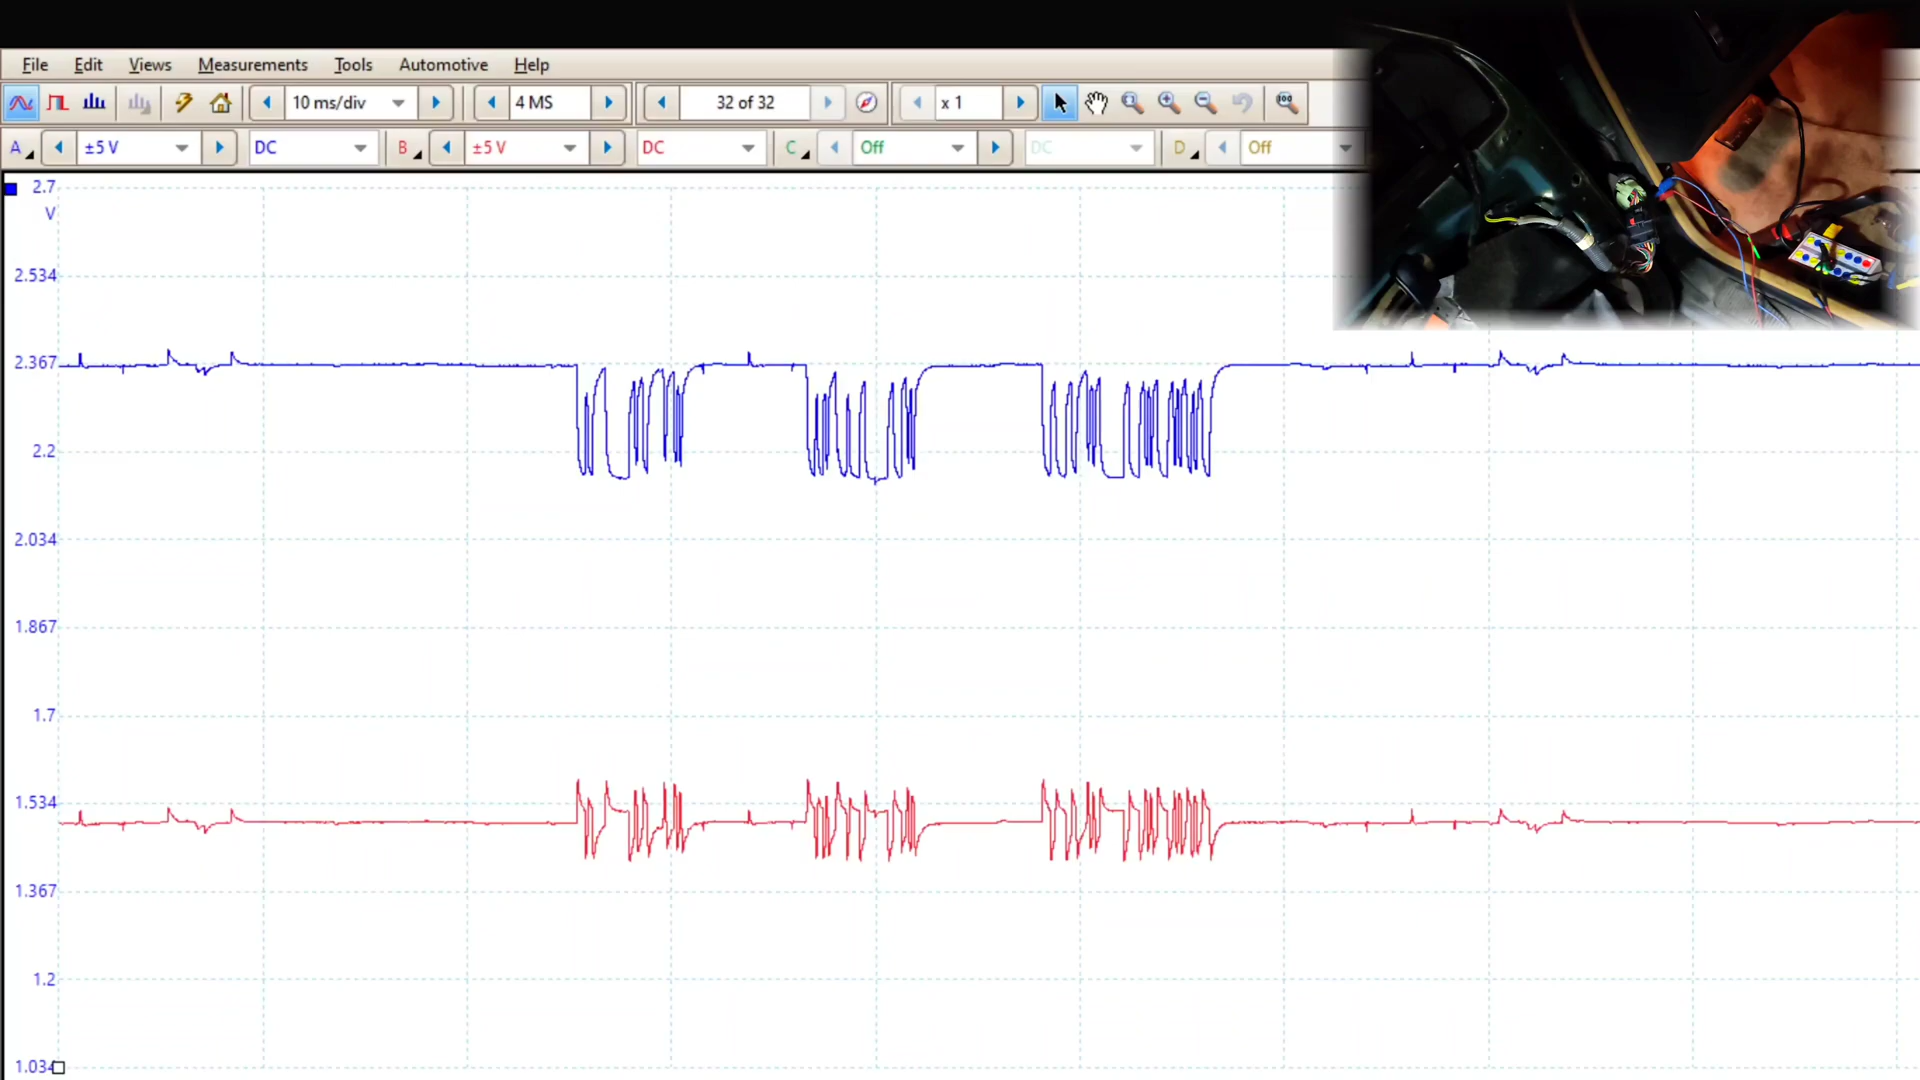 File Edit Views Measurements Tools Automotive Help
10 ms/div 4 MS 32 of 32 x 1
A ±5 V DC B ±5 V DC C Off DC D Off
2.7
V
2.534
2.367
2.2
2.034
1.867
1.7
1.534
1.367
1.2
1.034